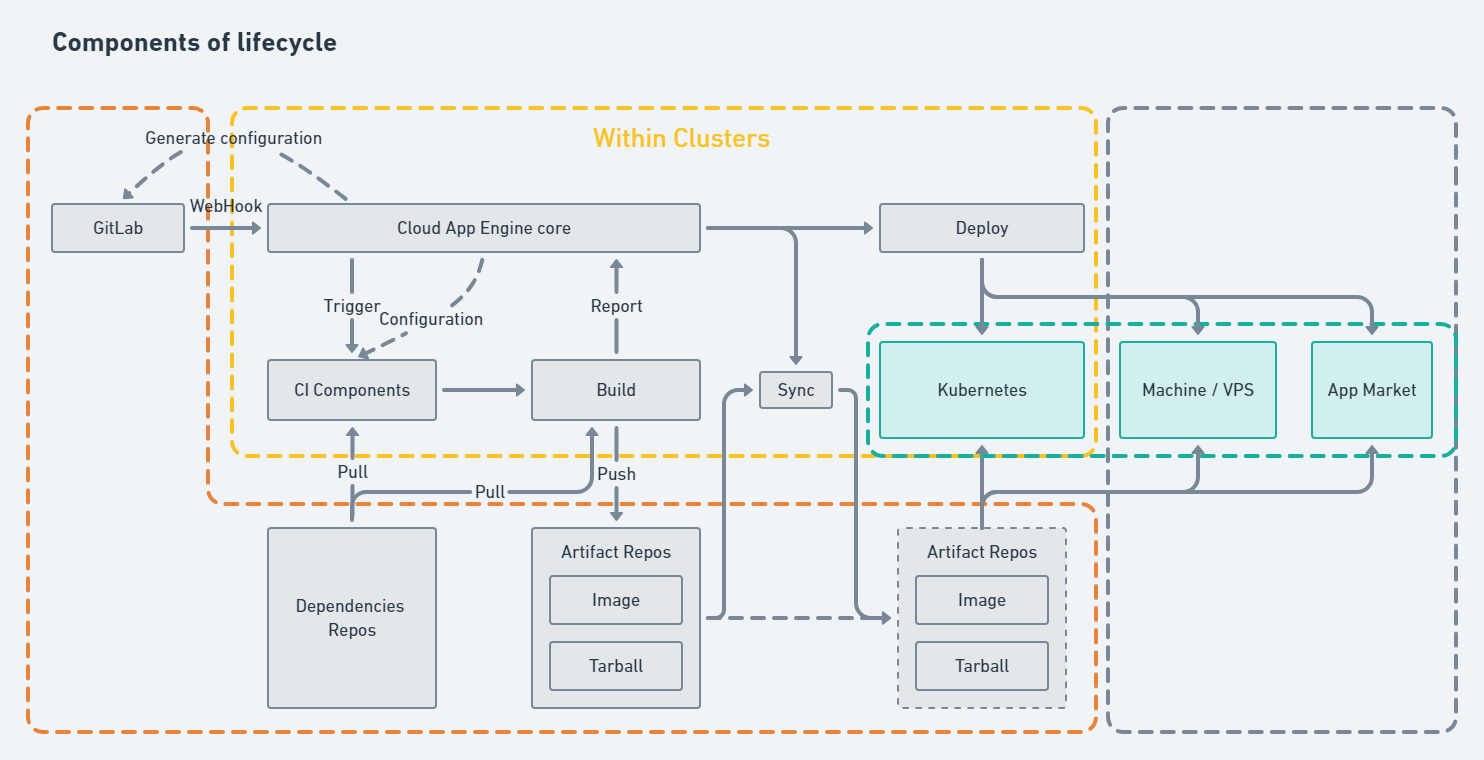 Components of lifecycle
Generate configuration
Within Clusters
WebHook
GitLab
Cloud App Engine core
Deploy
Trigger
Configuration
Report
CI Components
Build
Sync
Kubernetes
Machine / VPS
App Market
Pull
Pull
Push
Dependencies
Repos
Artifact Repos
Image
Tarball
Artifact Repos
Image
Tarball